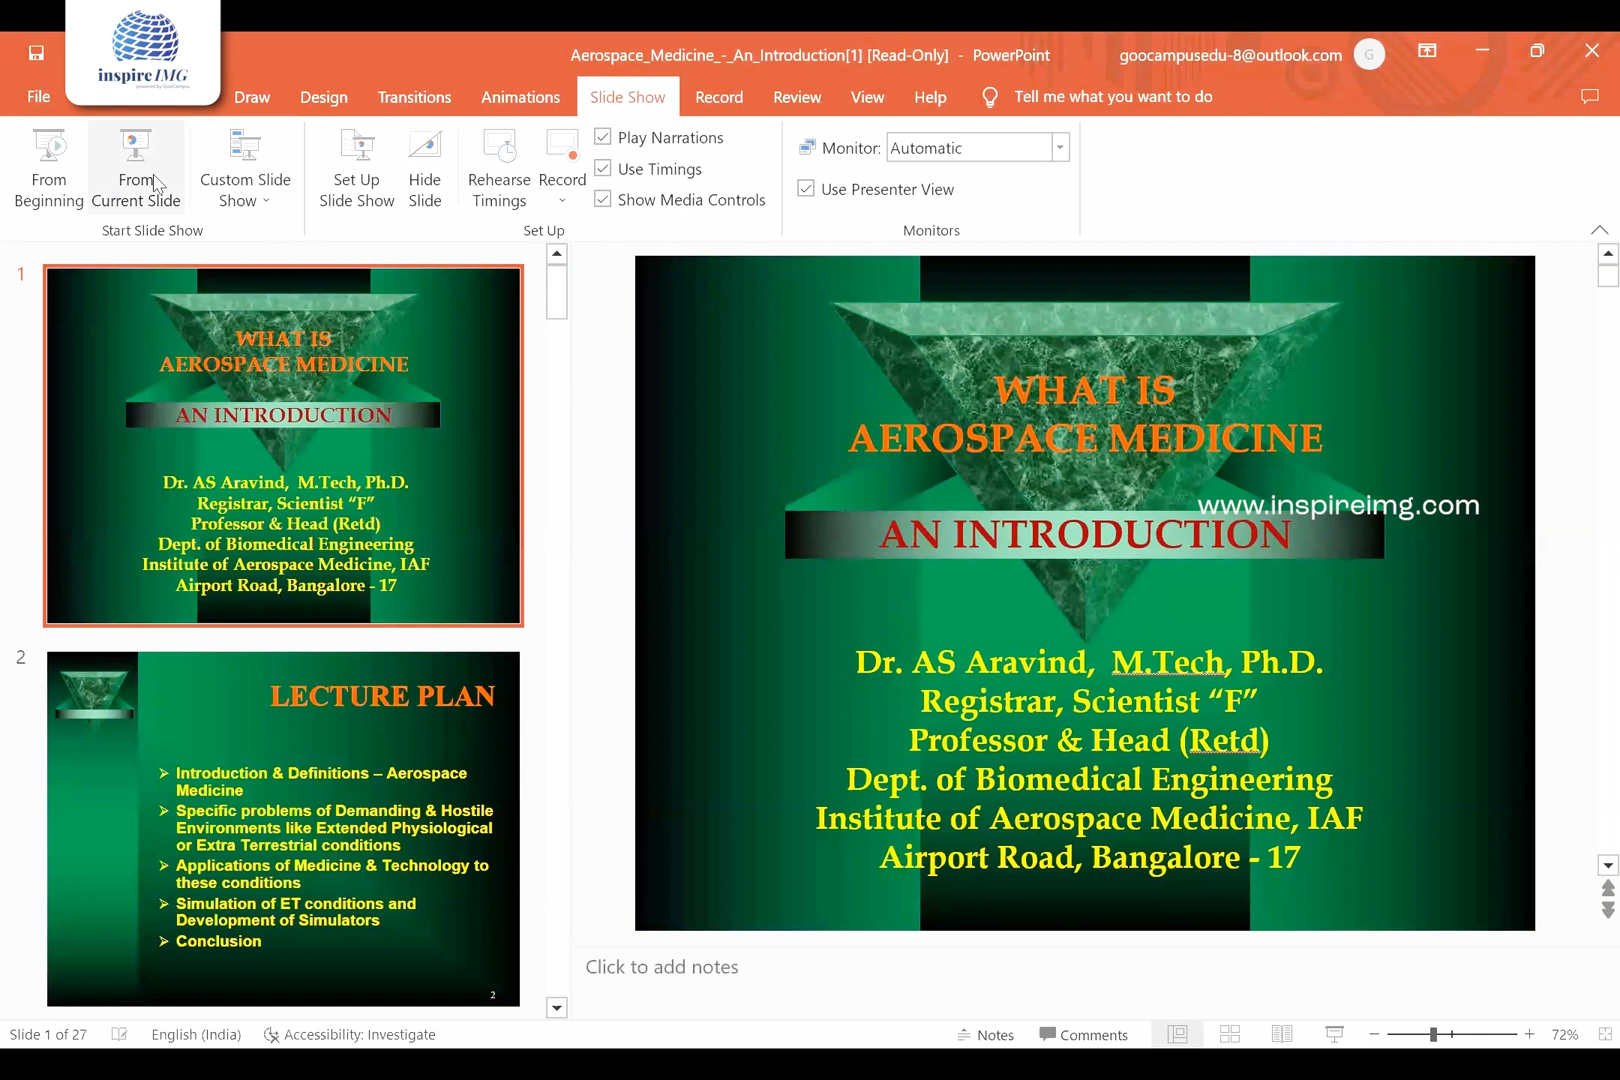 inspire IMG
powered by GooCampus
Aerospace_Medicine_-_An_Introduction[1] [Read-Only] - PowerPoint
goocampusedu-8@outlook.com
G
File
Draw
Design
Transitions
Animations
Slide Show
Record
Review
View
Help
Tell me what you want to do
From
Beginning
From
Current Slide
Custom Slide
Show
Start Slide Show
Set Up
Slide Show
Hide
Slide
Rehearse
Timings
Record
Play Narrations
Use Timings
Show Media Controls
Set Up
Monitor:
Automatic
Use Presenter View
Monitors
1
WHAT IS
AEROSPACE MEDICINE
AN INTRODUCTION
Dr. AS Aravind, M.Tech, Ph.D.
Registrar, Scientist “F”
Professor & Head (Retd)
Dept. of Biomedical Engineering
Institute of Aerospace Medicine, IAF
Airport Road, Bangalore - 17
2
LECTURE PLAN
➢ Introduction & Definitions – Aerospace
Medicine
➢ Specific problems of Demanding & Hostile
Environments like Extended Physiological
or Extra Terrestrial conditions
➢ Applications of Medicine & Technology to
these conditions
➢ Simulation of ET conditions and
Development of Simulators
➢ Conclusion
2
WHAT IS
AEROSPACE MEDICINE
www.inspireimg.com
AN INTRODUCTION
Dr. AS Aravind, M.Tech, Ph.D.
Registrar, Scientist “F”
Professor & Head (Retd)
Dept. of Biomedical Engineering
Institute of Aerospace Medicine, IAF
Airport Road, Bangalore - 17
Click to add notes
Slide 1 of 27
English (India)
Accessibility: Investigate
Notes
Comments
72%